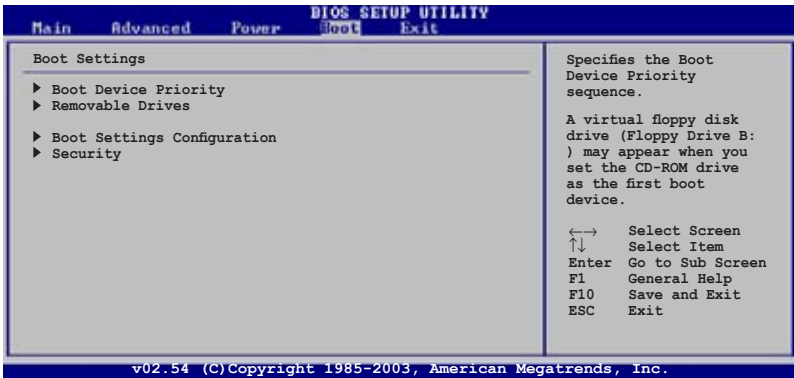 BIOS SETUP UTILITY
Main Advanced Power Boot Exit
Boot Settings
Boot Device Priority
Removable Drives
Boot Settings Configuration
Security
Specifies the Boot
Device Priority
sequence.
A virtual floppy disk
drive (Floppy Drive B:
) may appear when you
set the CD-ROM drive
as the first boot
device.
←→ Select Screen
↑↓ Select Item
Enter Go to Sub Screen
F1 General Help
F10 Save and Exit
ESC Exit
v02.54 (C)Copyright 1985-2003, American Megatrends, Inc.